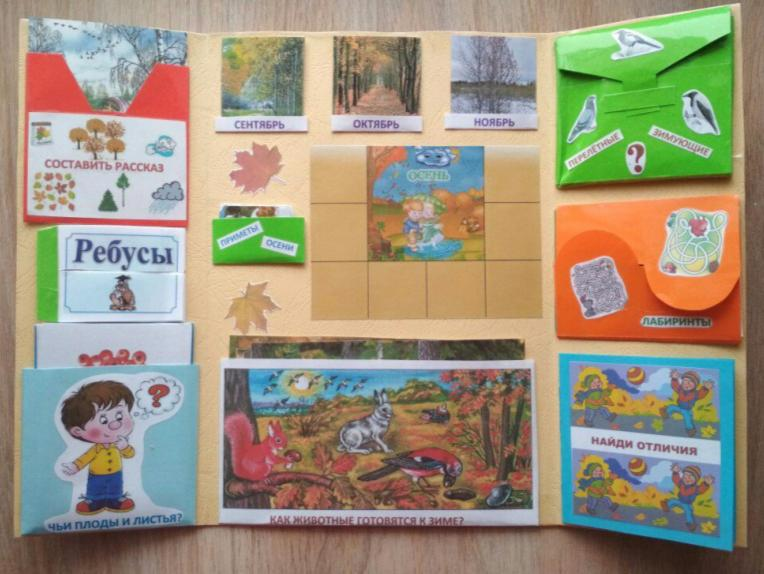 СОСТАВИТЬ РАССКАЗ
Ребусы
?
ЧЬИ ПЛОДЫ И ЛИСТЬЯ?
СЕНТЯБРЬ
ОКТЯБРЬ
НОЯБРЬ
ОСЕНЬ
ПРИМЕТЫ
ОСЕНИ
КАК ЖИВОТНЫЕ ГОТОВЯТСЯ К ЗИМЕ?
ПЕРЕЛЁТНЫЕ
?
ЗИМУЮЩИЕ
ЛАБИРИНТЫ
НАЙДИ ОТЛИЧИЯ